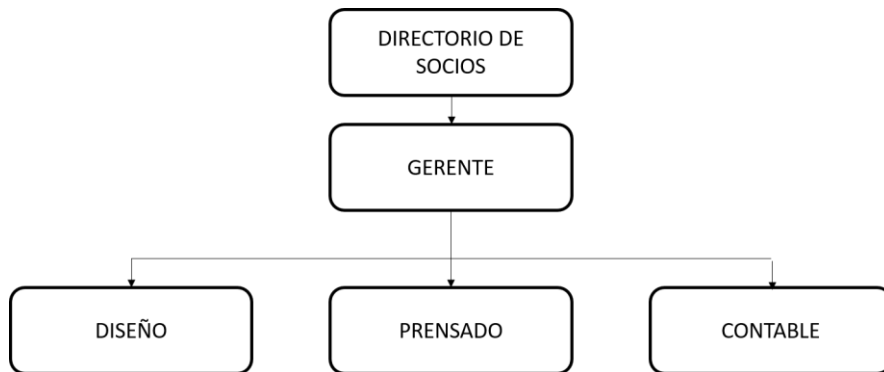 DIRECTORIO DE
SOCIOS
GERENTE
DISEÑO
PRENSADO
CONTABLE